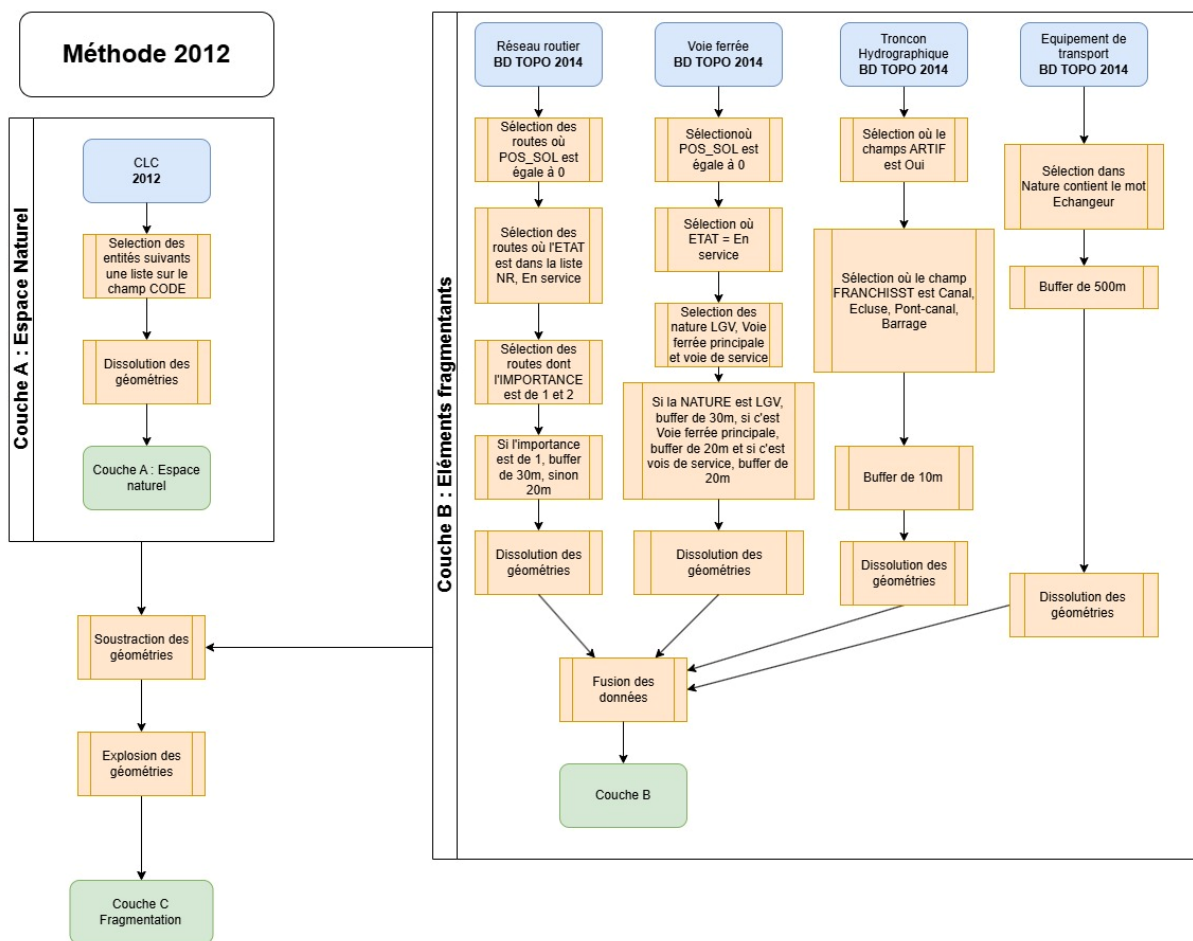 Méthode 2012
Couche A : Espace Naturel
CLC
2012
Selection des
entités suivants
une liste sur le
champ CODE
Dissolution des
géométries
Couche A : Espace
naturel
Soustraction des
géométries
Explosion des
géométries
Couche C
Fragmentation
Couche B : Eléments fragmentants
Réseau routier
BD TOPO 2014
Sélection des
routes où
POS_SOL est
égale à 0
Sélection des
routes où l'ETAT
est dans la liste
NR, En service
Sélection des
routes dont
l'IMPORTANCE
est de 1 et 2
Si l'importance
est de 1, buffer
de 30m, sinon
20m
Dissolution des
géométries
Voie ferrée
BD TOPO 2014
Sélectionoù
POS_SOL est
égale à 0
Sélection où
ETAT = En
service
Selection des
nature LGV, Voie
ferrée principale
et voie de service
Si la NATURE est LGV,
buffer de 30m, si c'est
Voie ferrée principale,
buffer de 20m et si c'est
vois de service, buffer de
20m
Dissolution des
géométries
Troncon
Hydrographique
BD TOPO 2014
Sélection où le
champs ARTIF
est Oui
Sélection où le champ
FRANCHISST est Canal,
Ecluse, Pont-canal,
Barrage
Buffer de 10m
Dissolution des
géométries
Equipement de
transport
BD TOPO 2014
Sélection dans
Nature contient le mot
Echangeur
Buffer de 500m
Dissolution des
géométries
Fusion des
données
Couche B